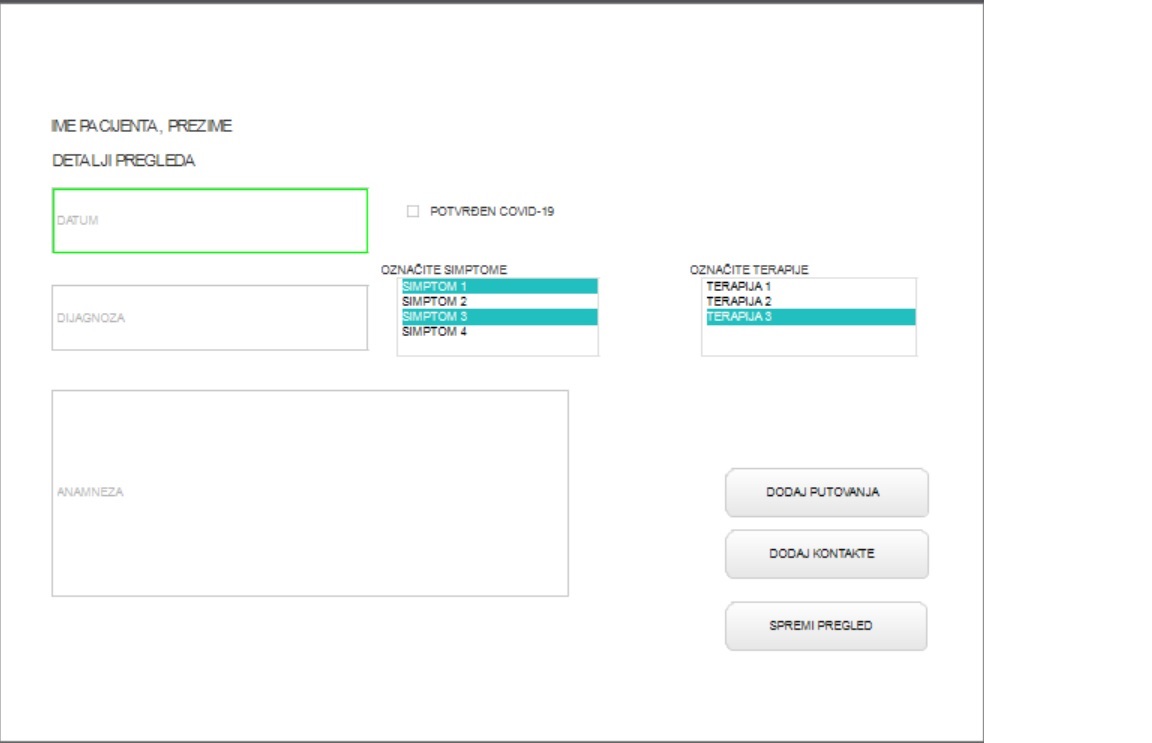 IME PACIJENTA, PREZIME
DETALJI PREGLEDA
DATUM
POTVRĐEN COVID-19
DIJAGNOZA
OZNAČITE SIMPTOME
SIMPTOM 1
SIMPTOM 2
SIMPTOM 3
SIMPTOM 4
OZNAČITE TERAPIJE
TERAPIJA 1
TERAPIJA 2
TERAPIJA 3
ANAMNEZA
DODAJ PUTOVANJA
DODAJ KONTAKTE
SPREMI PREGLED